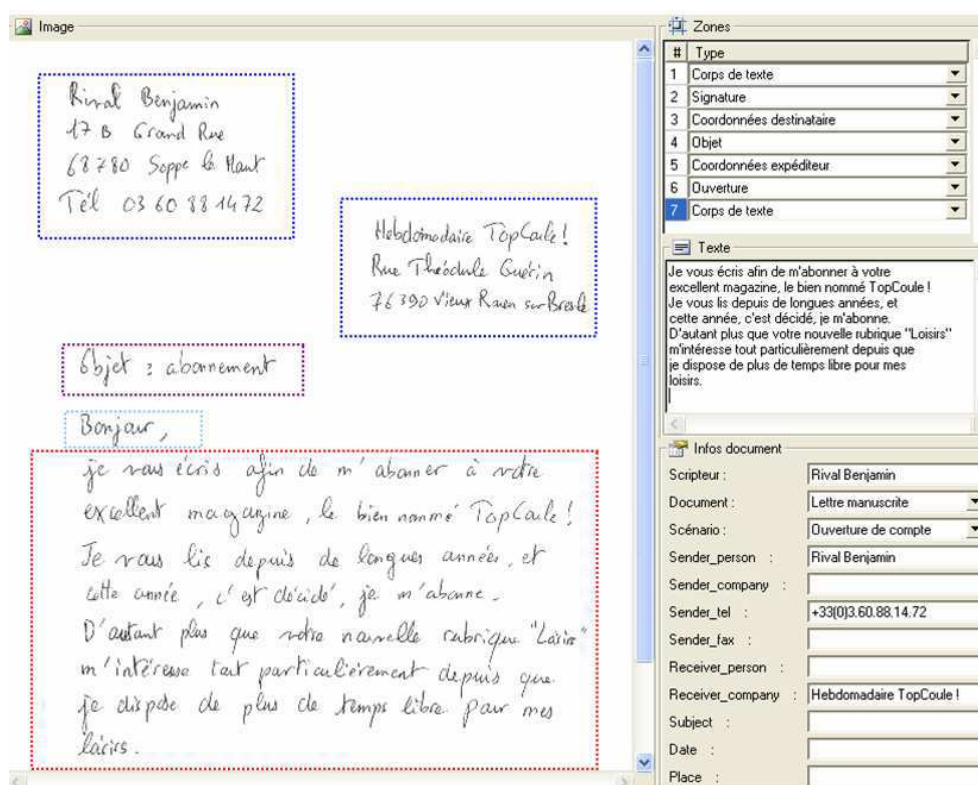 Image
Rival Benjamin
17 B Grand Rue
68780 Soppe le Haut
Tél 03 60 88 14 72
Hebdomadaire TopCoule !
Rue Théodule Guérin
76390 Vieux Rouen sur Bresle
Objet : abonnement
Bonjour,
je vous écris afin de m'abonner à votre
excellent magazine, le bien nommé TopCoule !
Je vous lis depuis de longues années, et
cette année, c'est décidé, je m'abonne.
D'autant plus que votre nouvelle rubrique "Loisirs"
m'intéresse tout particulièrement depuis que
je dispose de plus de temps libre pour mes
loisirs.
Zones
# Type
1 Corps de texte
2 Signature
3 Coordonnées destinataire
4 Objet
5 Coordonnées expéditeur
6 Ouverture
7 Corps de texte
Texte
Je vous écris afin de m'abonner à votre
excellent magazine, le bien nommé TopCoule !
Je vous lis depuis de longues années, et
cette année, c'est décidé, je m'abonne.
D'autant plus que votre nouvelle rubrique "Loisirs"
m'intéresse tout particulièrement depuis que
je dispose de plus de temps libre pour mes
loisirs.
Infos document
Scripteur : Rival Benjamin
Document : Lettre manuscrite
Scénario : Ouverture de compte
Sender_person : Rival Benjamin
Sender_company :
Sender_tel : +33(0)3.60.88.14.72
Sender_fax :
Receiver_person :
Receiver_company : Hebdomadaire TopCoule !
Subject :
Date :
Place :